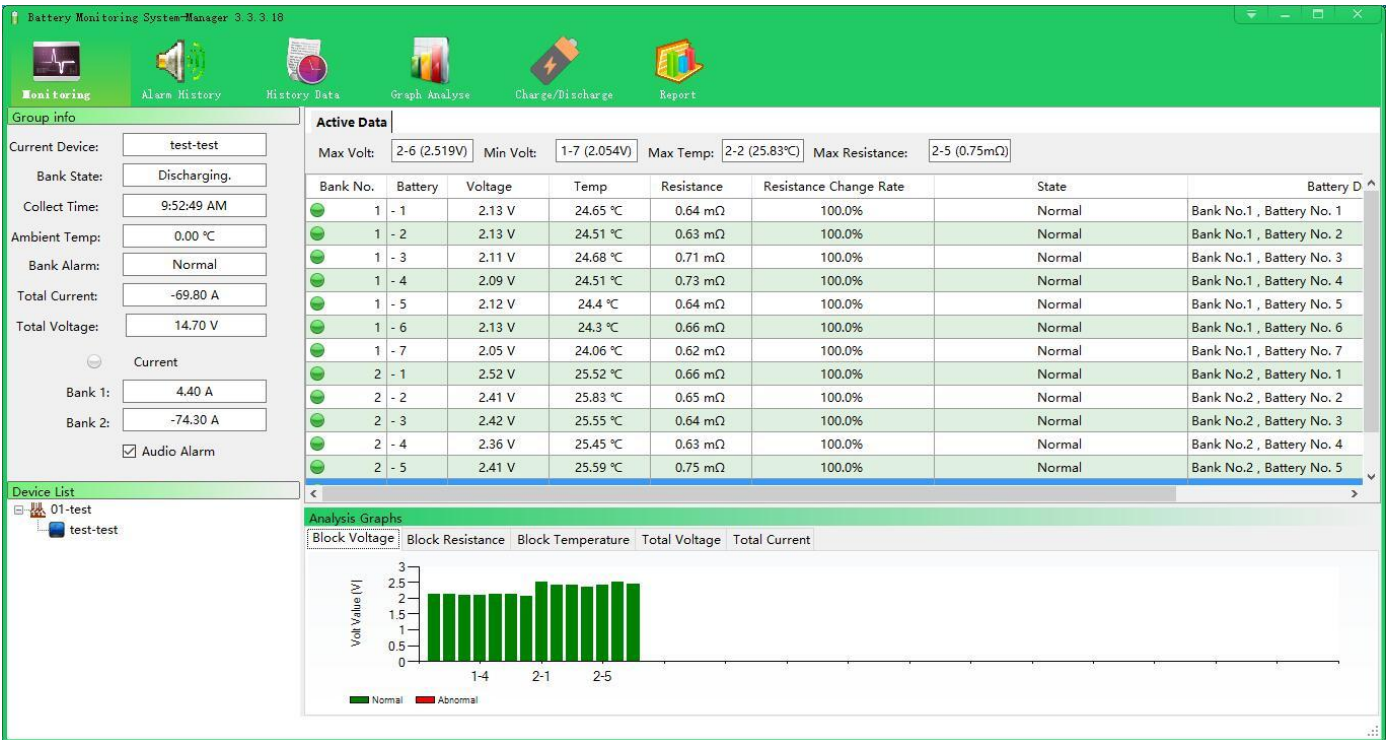 Battery Monitoring System-Manager 3.3.3.18
Monitoring Alarm History History Data Graph Analyse Charge/Discharge Report
Group info
Current Device: test-test
Bank State: Discharging.
Collect Time: 9:52:49 AM
Ambient Temp: 0.00 ℃
Bank Alarm: Normal
Total Current: -69.80 A
Total Voltage: 14.70 V
Current
Bank 1: 4.40 A
Bank 2: -74.30 A
Audio Alarm
Device List
01-test
test-test
Active Data
Max Volt: 2-6 (2.519V) Min Volt: 1-7 (2.054V) Max Temp: 2-2 (25.83℃) Max Resistance: 2-5 (0.75mΩ)
Bank No. Battery Voltage Temp Resistance Resistance Change Rate State Battery D
1 - 1 2.13 V 24.65 ℃ 0.64 mΩ 100.0% Normal Bank No.1 , Battery No. 1
1 - 2 2.13 V 24.51 ℃ 0.63 mΩ 100.0% Normal Bank No.1 , Battery No. 2
1 - 3 2.11 V 24.68 ℃ 0.71 mΩ 100.0% Normal Bank No.1 , Battery No. 3
1 - 4 2.09 V 24.51 ℃ 0.73 mΩ 100.0% Normal Bank No.1 , Battery No. 4
1 - 5 2.12 V 24.4 ℃ 0.64 mΩ 100.0% Normal Bank No.1 , Battery No. 5
1 - 6 2.13 V 24.3 ℃ 0.66 mΩ 100.0% Normal Bank No.1 , Battery No. 6
1 - 7 2.05 V 24.06 ℃ 0.62 mΩ 100.0% Normal Bank No.1 , Battery No. 7
2 - 1 2.52 V 25.52 ℃ 0.66 mΩ 100.0% Normal Bank No.2 , Battery No. 1
2 - 2 2.41 V 25.83 ℃ 0.65 mΩ 100.0% Normal Bank No.2 , Battery No. 2
2 - 3 2.42 V 25.55 ℃ 0.64 mΩ 100.0% Normal Bank No.2 , Battery No. 3
2 - 4 2.36 V 25.45 ℃ 0.63 mΩ 100.0% Normal Bank No.2 , Battery No. 4
2 - 5 2.41 V 25.59 ℃ 0.75 mΩ 100.0% Normal Bank No.2 , Battery No. 5
Analysis Graphs
Block Voltage Block Resistance Block Temperature Total Voltage Total Current
Volt Value (V)
3
2.5
2
1.5
1
0.5
0
1-4 2-1 2-5
Normal Abnormal